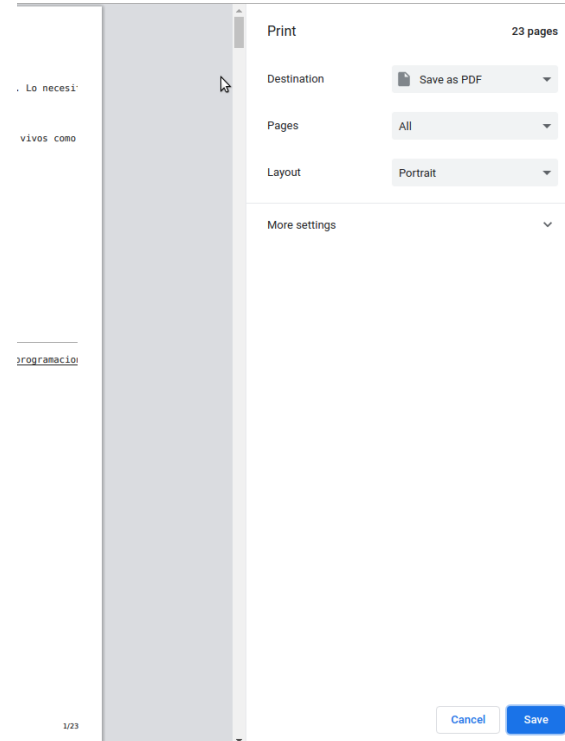 . Lo necesi
vivos como
programacio
1/23
Print
23 pages
Destination
Save as PDF
Pages
All
Layout
Portrait
More settings
Cancel
Save